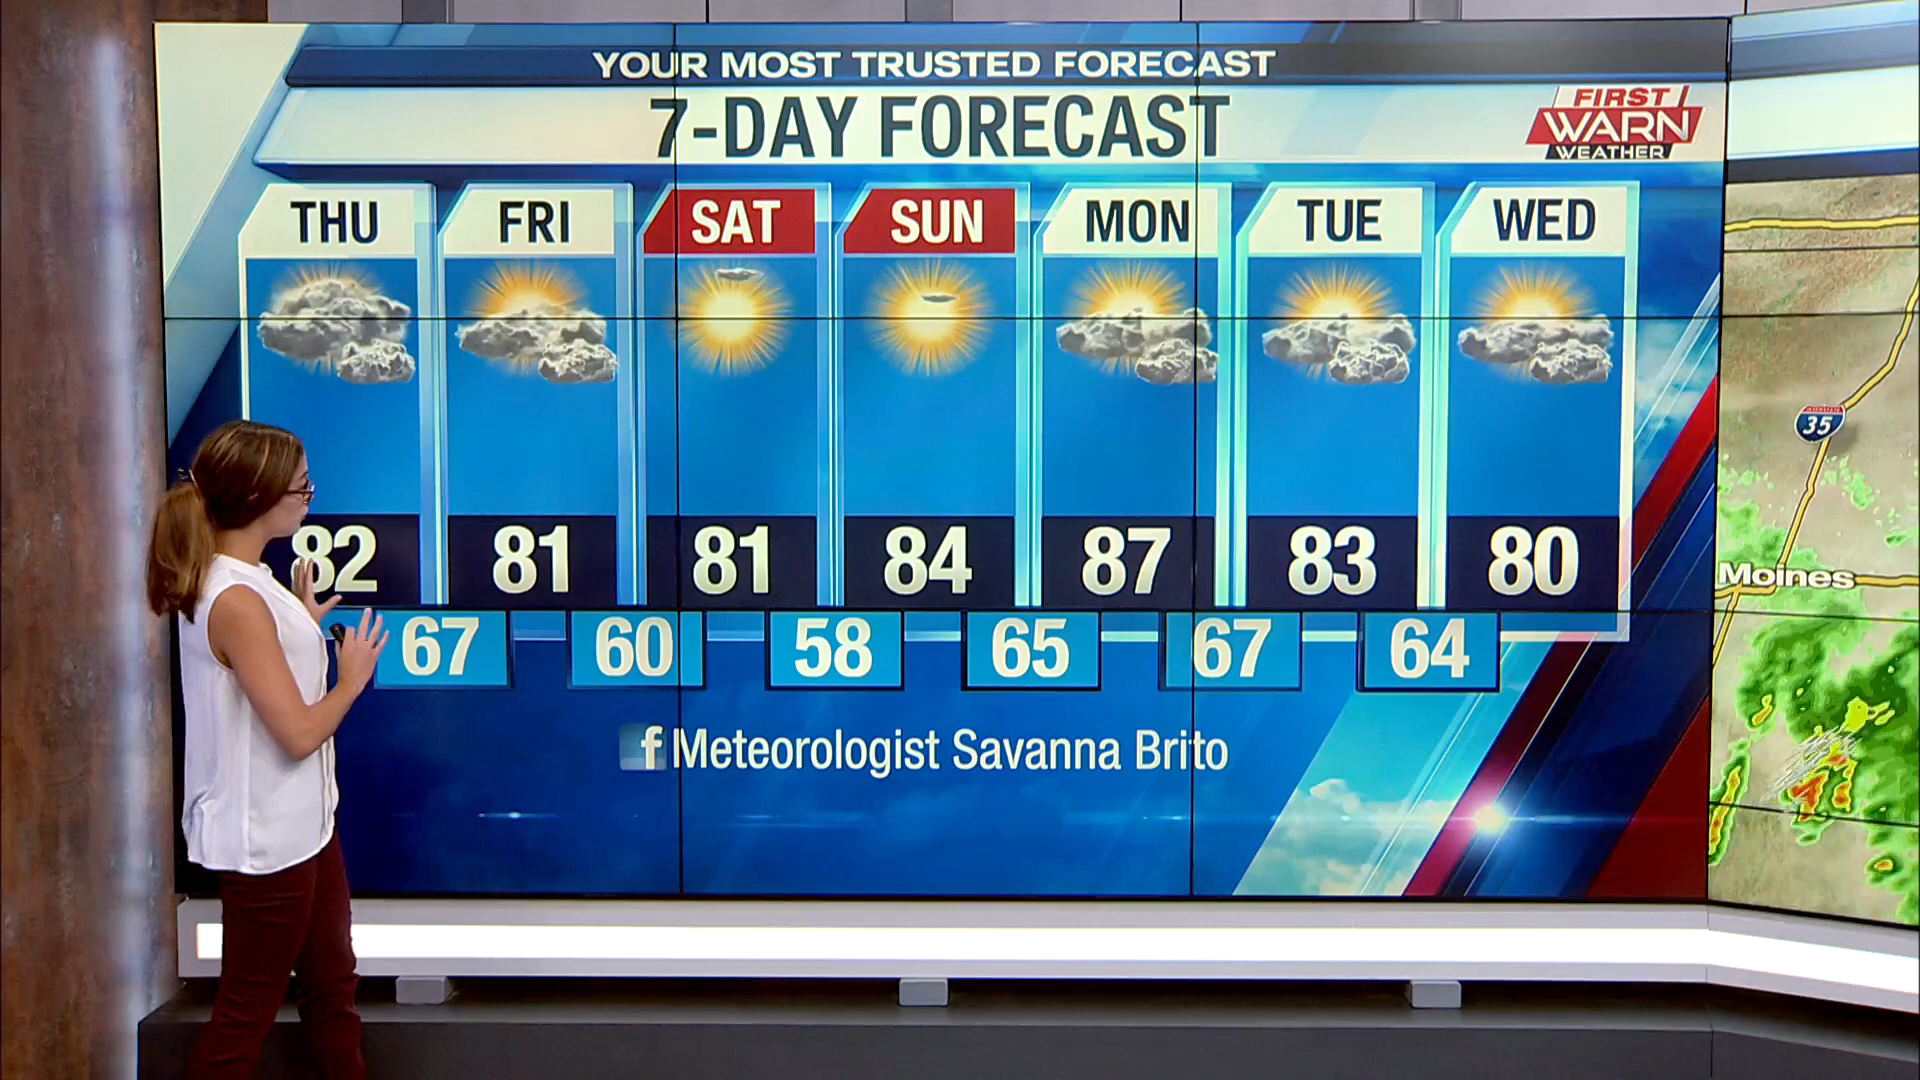 YOUR MOST TRUSTED FORECAST
7-DAY FORECAST
FIRST
WARN
WEATHER
THU FRI SAT SUN MON TUE WED
INTERSTATE
35
82 81 81 84 87 83 80
Moines
67 60 58 65 67 64
f Meteorologist Savanna Brito